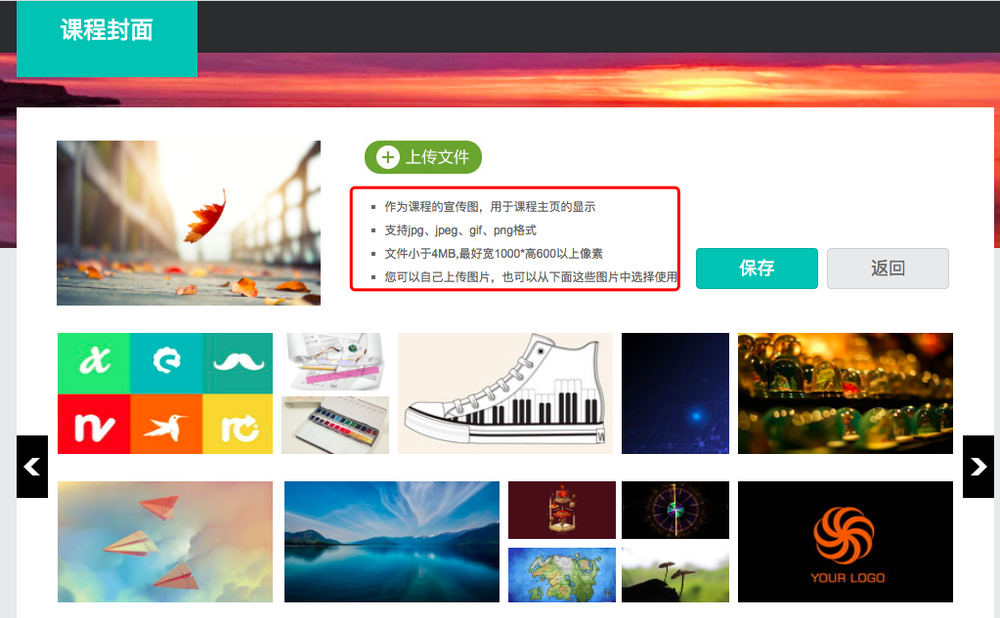 课程封面
上传文件
作为课程的宣传图，用于课程主页的显示
支持jpg、jpeg、gif、png格式
文件小于4MB,最好宽1000*高600以上像素
您可以自己上传图片，也可以从下面这些图片中选择使用
保存
返回
YOUR LOGO